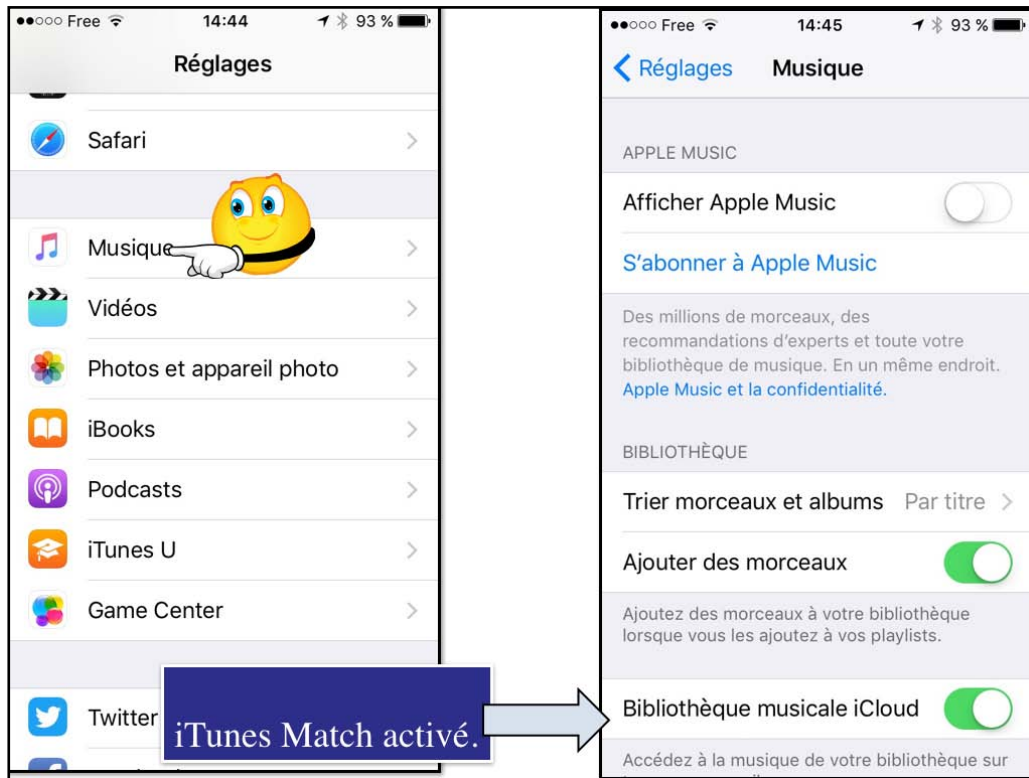 Free 14:44 93 %
Réglages
Safari
Musique
Vidéos
Photos et appareil photo
iBooks
Podcasts
iTunes U
Game Center
Twitter
iTunes Match activé.
Free 14:45 93 %
Réglages Musique
APPLE MUSIC
Afficher Apple Music
S'abonner à Apple Music
Des millions de morceaux, des
recommandations d'experts et toute votre
bibliothèque de musique. En un même endroit.
Apple Music et la confidentialité.
BIBLIOTHÈQUE
Trier morceaux et albums Par titre
Ajouter des morceaux
Ajoutez des morceaux à votre bibliothèque
lorsque vous les ajoutez à vos playlists.
Bibliothèque musicale iCloud
Accédez à la musique de votre bibliothèque sur